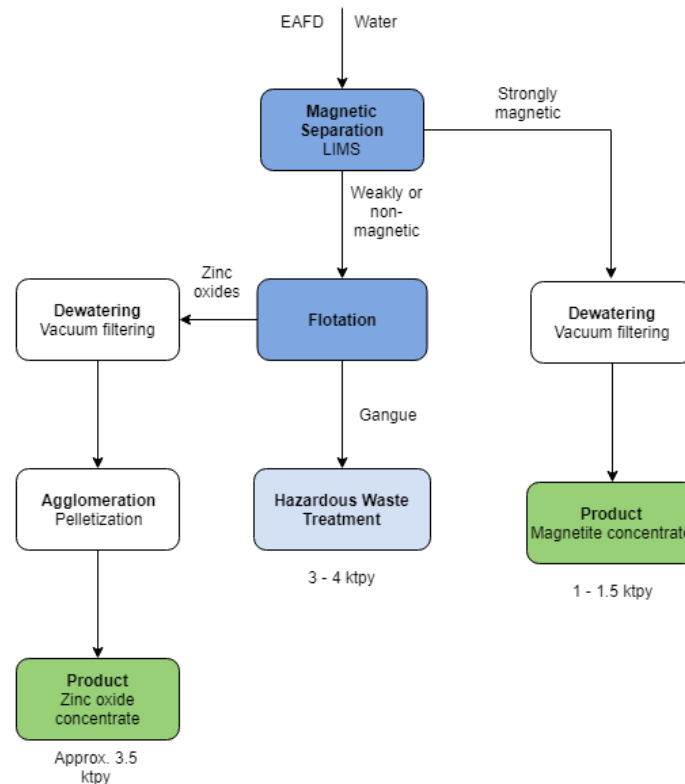 EAFD
Water
Magnetic
Separation
LIMS
Strongly
magnetic
Weakly or
non-
magnetic
Zinc
oxides
Dewatering
Vacuum filtering
Flotation
Dewatering
Vacuum filtering
Gangue
Agglomeration
Pelletization
Hazardous Waste
Treatment
Product
Magnetite concentrate
3 - 4 ktpy
1 - 1.5 ktpy
Product
Zinc oxide
concentrate
Approx. 3.5
ktpy